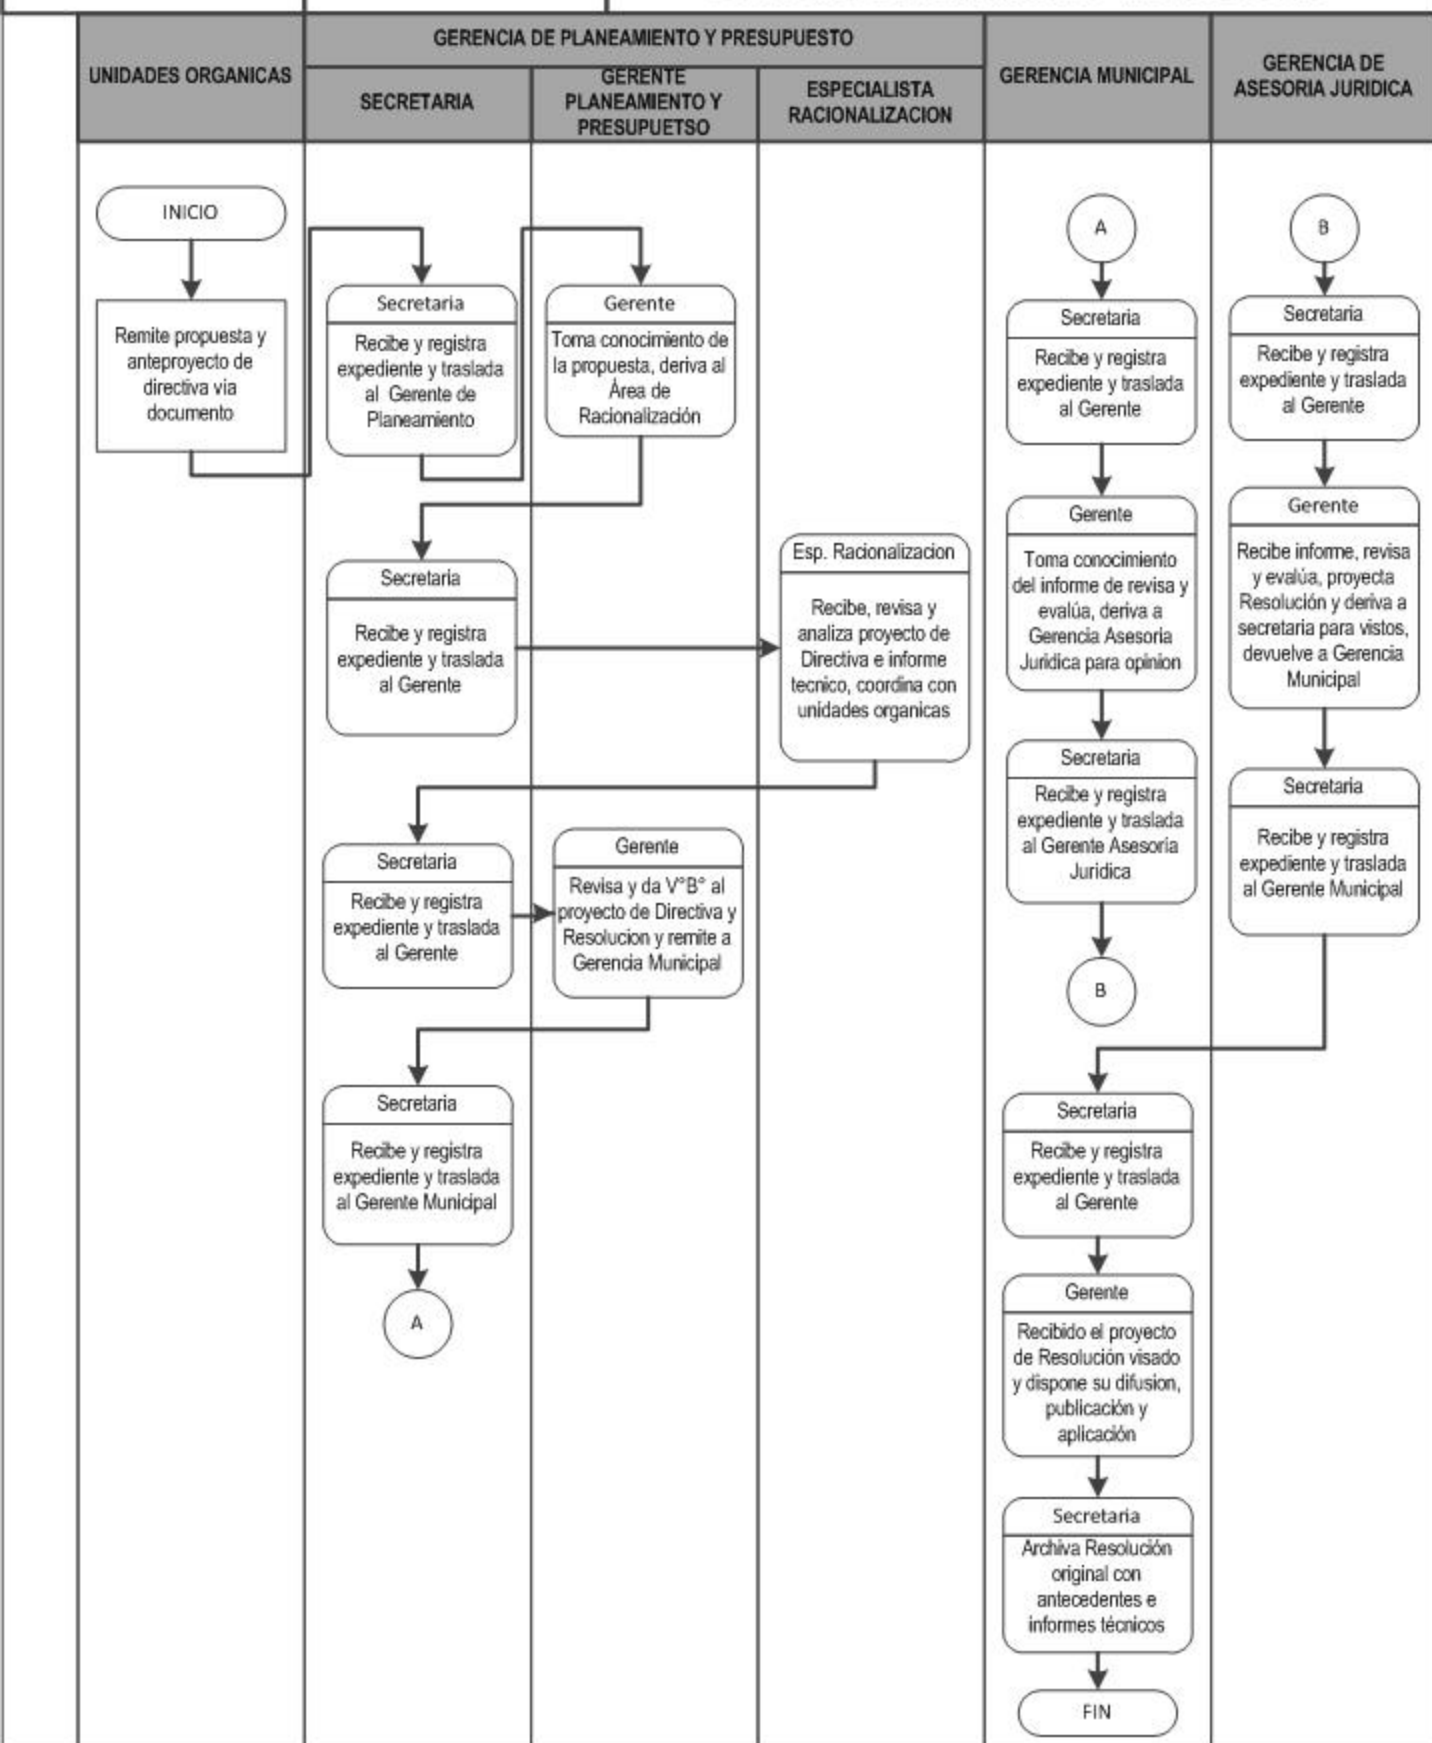 UNIDADES ORGANICAS
GERENCIA DE PLANEAMIENTO Y PRESUPUESTO
SECRETARIA
GERENTE
PLANEAMIENTO Y
PRESUPUETSO
ESPECIALISTA
RACIONALIZACION
GERENCIA MUNICIPAL
GERENCIA DE
ASESORIA JURIDICA
INICIO
Remite propuesta y
anteproyecto de
directiva via
documento
Secretaria
Recibe y registra
expediente y traslada
al Gerente de
Planeamiento
Gerente
Toma conocimiento de
la propuesta, deriva al
Área de
Racionalización
Secretaria
Recibe y registra
expediente y traslada
al Gerente
Esp. Racionalizacion
Recibe, revisa y
analiza proyecto de
Directiva e informe
tecnico, coordina con
unidades organicas
Secretaria
Recibe y registra
expediente y traslada
al Gerente
Gerente
Revisa y da V°B° al
proyecto de Directiva y
Resolucion y remite a
Gerencia Municipal
Secretaria
Recibe y registra
expediente y traslada
al Gerente Municipal
A
A
Secretaria
Recibe y registra
expediente y traslada
al Gerente
Gerente
Toma conocimiento
del informe de revisa y
evalúa, deriva a
Gerencia Asesoria
Juridica para opinion
Secretaria
Recibe y registra
expediente y traslada
al Gerente Asesoria
Juridica
B
B
Secretaria
Recibe y registra
expediente y traslada
al Gerente
Gerente
Recibe informe, revisa
y evalúa, proyecta
Resolución y deriva a
secretaria para vistos,
devuelve a Gerencia
Municipal
Secretaria
Recibe y registra
expediente y traslada
al Gerente Municipal
Secretaria
Recibe y registra
expediente y traslada
al Gerente
Gerente
Recibido el proyecto
de Resolución visado
y dispone su difusion,
publicación y
aplicación
Secretaria
Archiva Resolución
original con
antecedentes e
informes técnicos
FIN